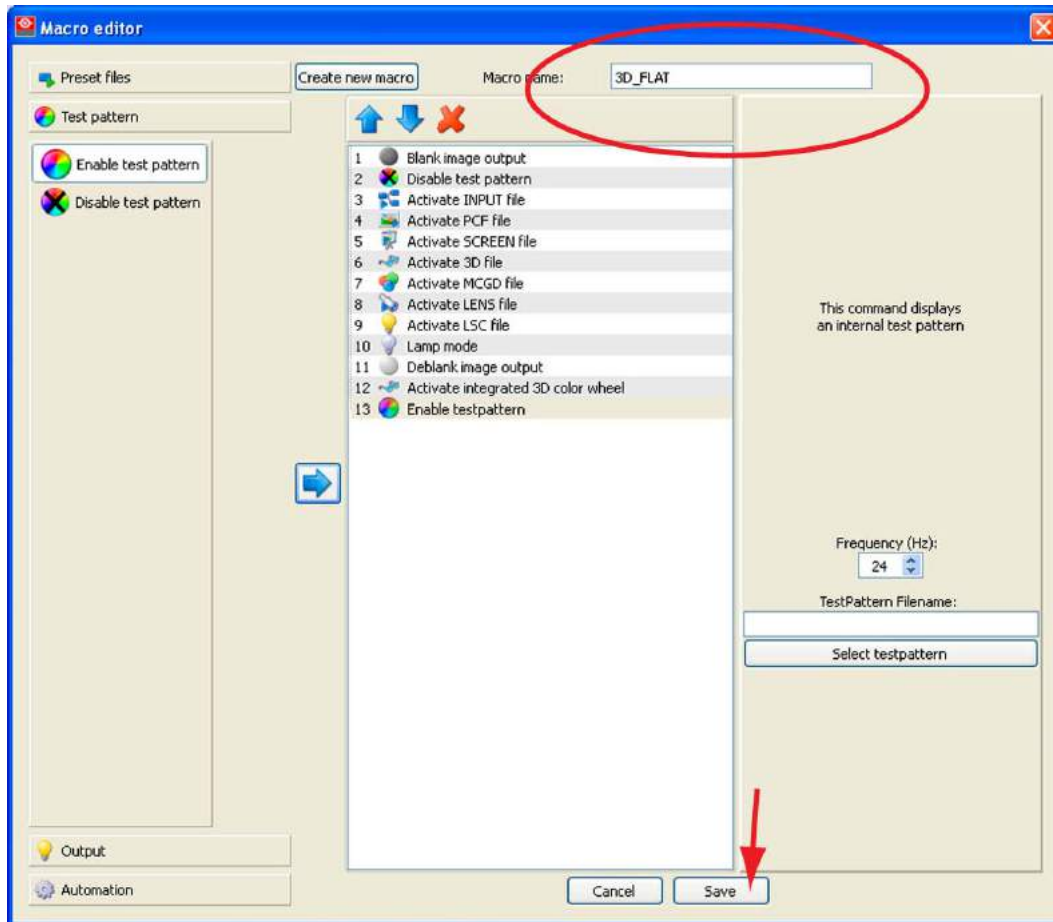 Macro editor
Preset files
Create new macro
Macro name:
3D_FLAT
Test pattern
Enable test pattern
Disable test pattern
1 Blank image output
2 Disable test pattern
3 Activate INPUT file
4 Activate PCF file
5 Activate SCREEN file
6 Activate 3D file
7 Activate MCGD file
8 Activate LENS file
9 Activate LSC file
10 Lamp mode
11 Deblank image output
12 Activate integrated 3D color wheel
13 Enable testpattern
This command displays
an internal test pattern
Frequency (Hz):
24
TestPattern Filename:
Select testpattern
Output
Automation
Cancel
Save